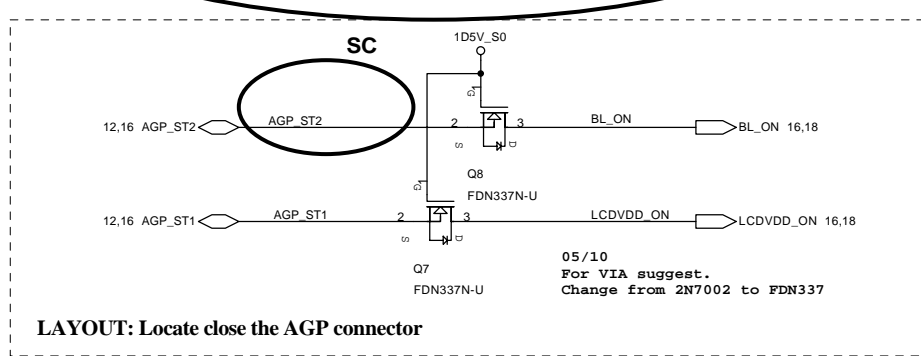 SC
1D5V_S0
G
1
12,16 AGP_ST2
AGP_ST2
2
3
BL_ON
BL_ON 16,18
S
D
Q8
FDN337N-U
G
1
12,16 AGP_ST1
AGP_ST1
2
3
LCDVDD_ON
LCDVDD_ON 16,18
S
D
Q7
FDN337N-U
05/10
For VIA suggest.
Change from 2N7002 to FDN337
LAYOUT: Locate close the AGP connector